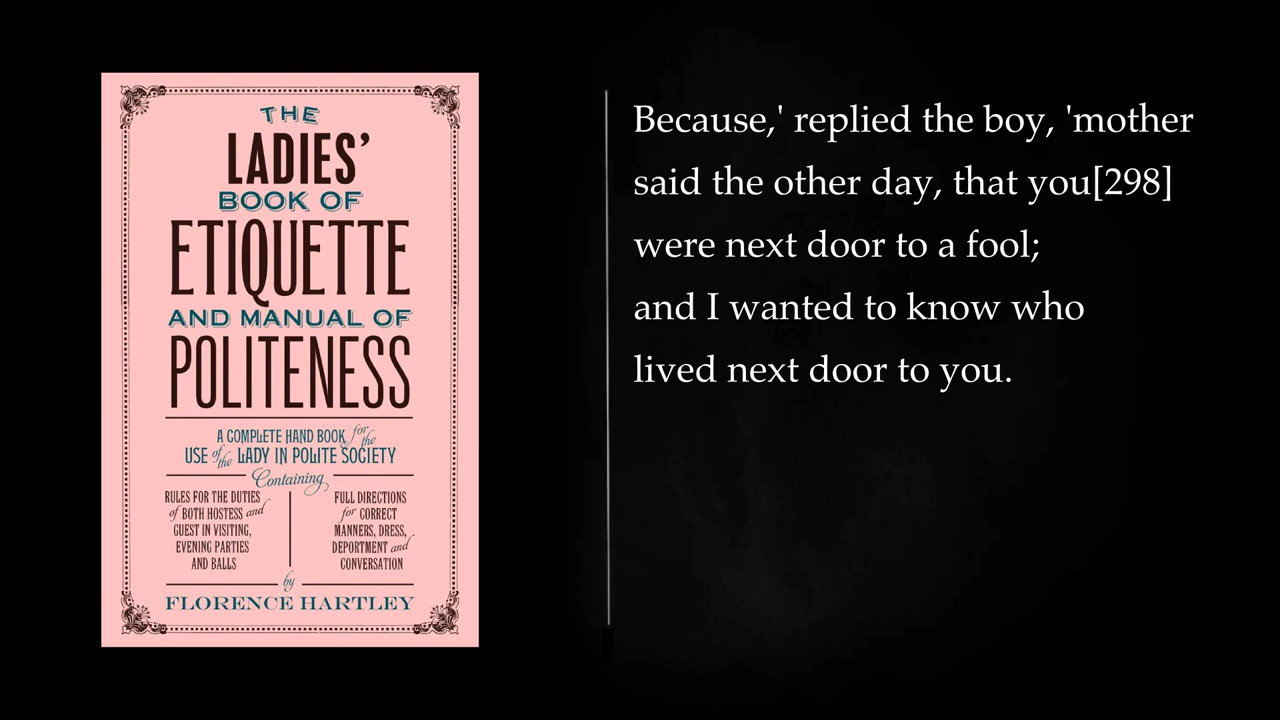 THE
LADIES'
BOOK OF
ETIQUETTE
AND MANUAL OF
POLITENESS
A COMPLETE HAND BOOK for the
USE of the LADY IN POLITE SOCIETY
Containing
RULES FOR THE DUTIES
of BOTH HOSTESS and
GUEST IN VISITING,
EVENING PARTIES
AND BALLS
FULL DIRECTIONS
for CORRECT
MANNERS, DRESS,
DEPORTMENT and
CONVERSATION
by
FLORENCE HARTLEY
Because,' replied the boy, 'mother
said the other day, that you[298]
were next door to a fool;
and I wanted to know who
lived next door to you.